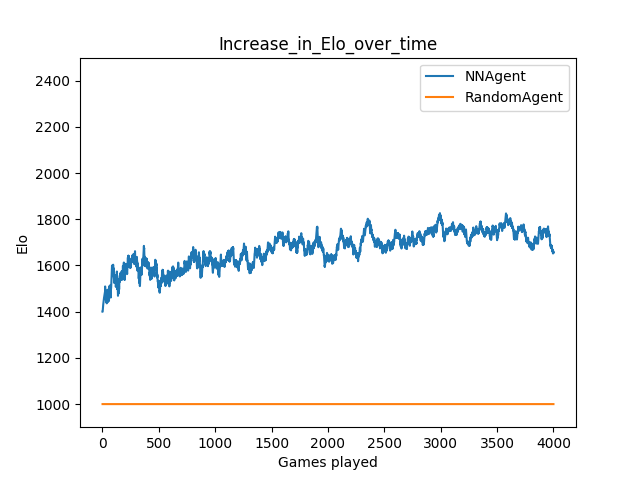 Increase_in_Elo_over_time
NNAgent
RandomAgent
2400
2200
2000
1800
1600
1400
1200
1000
Elo
0 500 1000 1500 2000 2500 3000 3500 4000
Games played